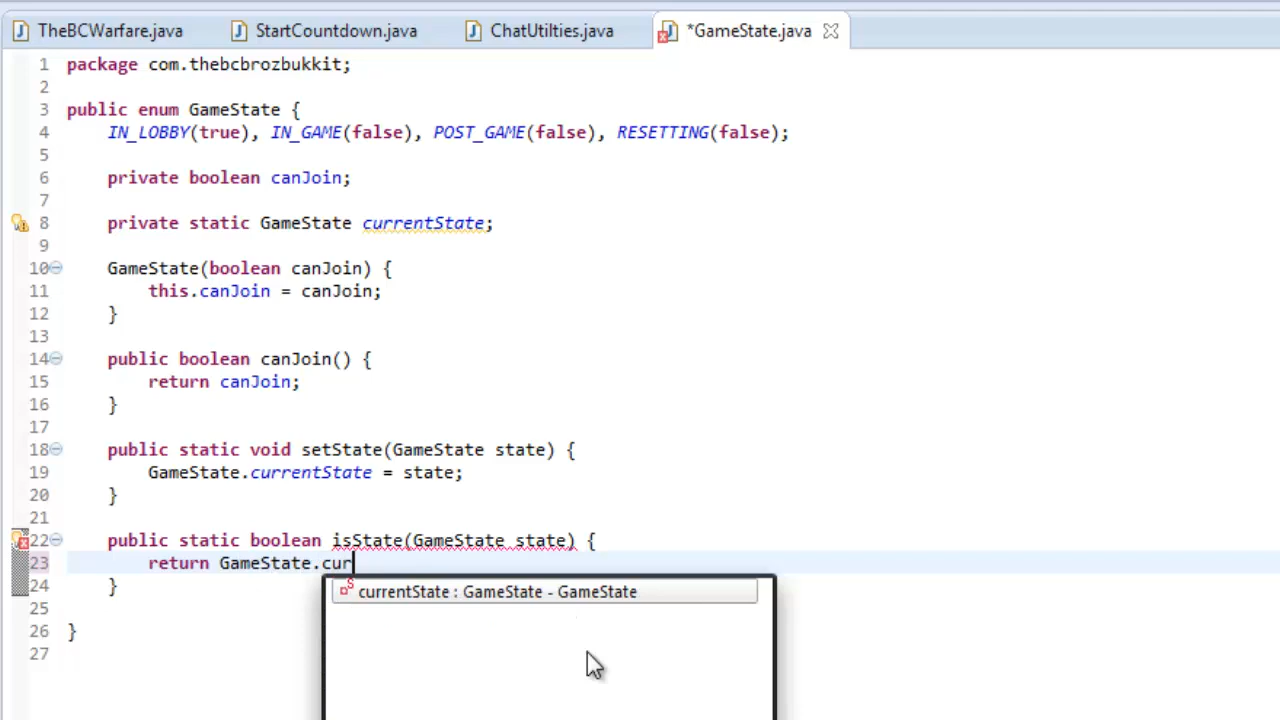 TheBCWarfare.java StartCountdown.java ChatUtilties.java *GameState.java
1 package com.thebcbrozbukkit;
2
3 public enum GameState {
4 IN_LOBBY(true), IN_GAME(false), POST_GAME(false), RESETTING(false);
5
6 private boolean canJoin;
7
8 private static GameState currentState;
9
10 GameState(boolean canJoin) {
11 this.canJoin = canJoin;
12 }
13
14 public boolean canJoin() {
15 return canJoin;
16 }
17
18 public static void setState(GameState state) {
19 GameState.currentState = state;
20 }
21
22 public static boolean isState(GameState state) {
23 return GameState.cur
24 }
currentState : GameState - GameState
25
26 }
27